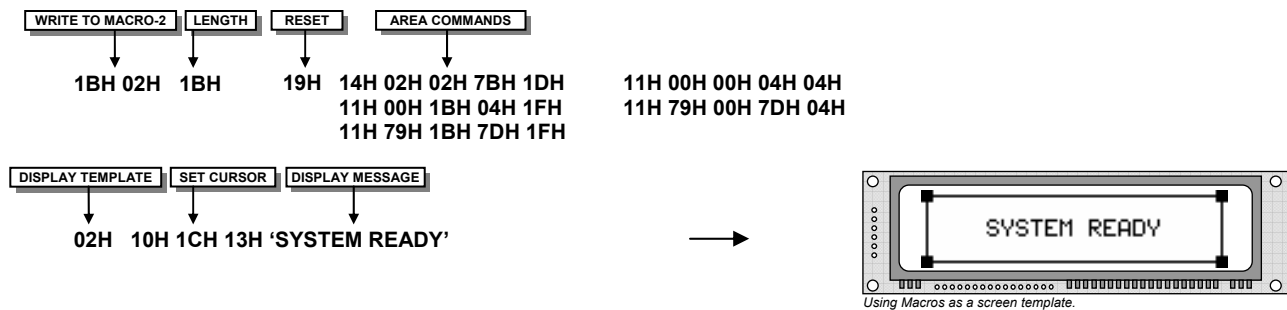 WRITE TO MACRO-2 LENGTH RESET AREA COMMANDS
1BH 02H 1BH 19H 14H 02H 02H 7BH 1DH 11H 00H 00H 04H 04H
11H 00H 1BH 04H 1FH 11H 79H 00H 7DH 04H
11H 79H 1BH 7DH 1FH
DISPLAY TEMPLATE SET CURSOR DISPLAY MESSAGE
02H 10H 1CH 13H ‘SYSTEM READY’
SYSTEM READY
Using Macros as a screen template.